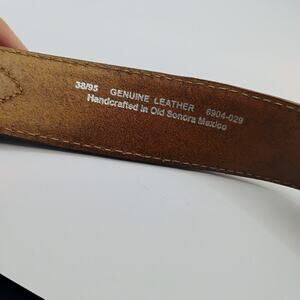 38/95 GENUINE LEATHER 6904-029
Handcrafted in Old Sonora Mexico